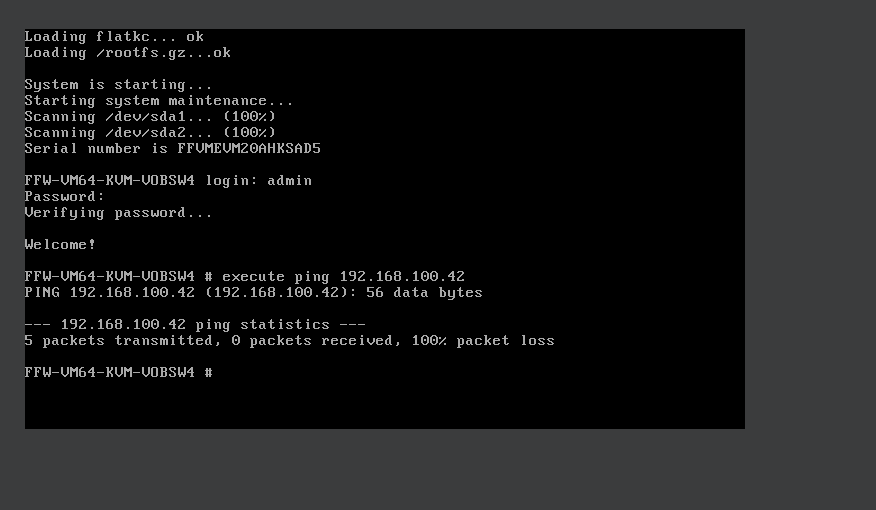 Loading flatkc... ok
Loading /rootfs.gz...ok
System is starting...
Starting system maintenance...
Scanning /dev/sda1... (100%)
Scanning /dev/sda2... (100%)
Serial number is FFVMEVM20AHKSAD5
FFW-VM64-KVM-VOBSW4 login: admin
Password:
Verifying password...
Welcome!
FFW-VM64-KVM-VOBSW4 # execute ping 192.168.100.42
PING 192.168.100.42 (192.168.100.42): 56 data bytes
--- 192.168.100.42 ping statistics ---
5 packets transmitted, 0 packets received, 100% packet loss
FFW-VM64-KVM-VOBSW4 #